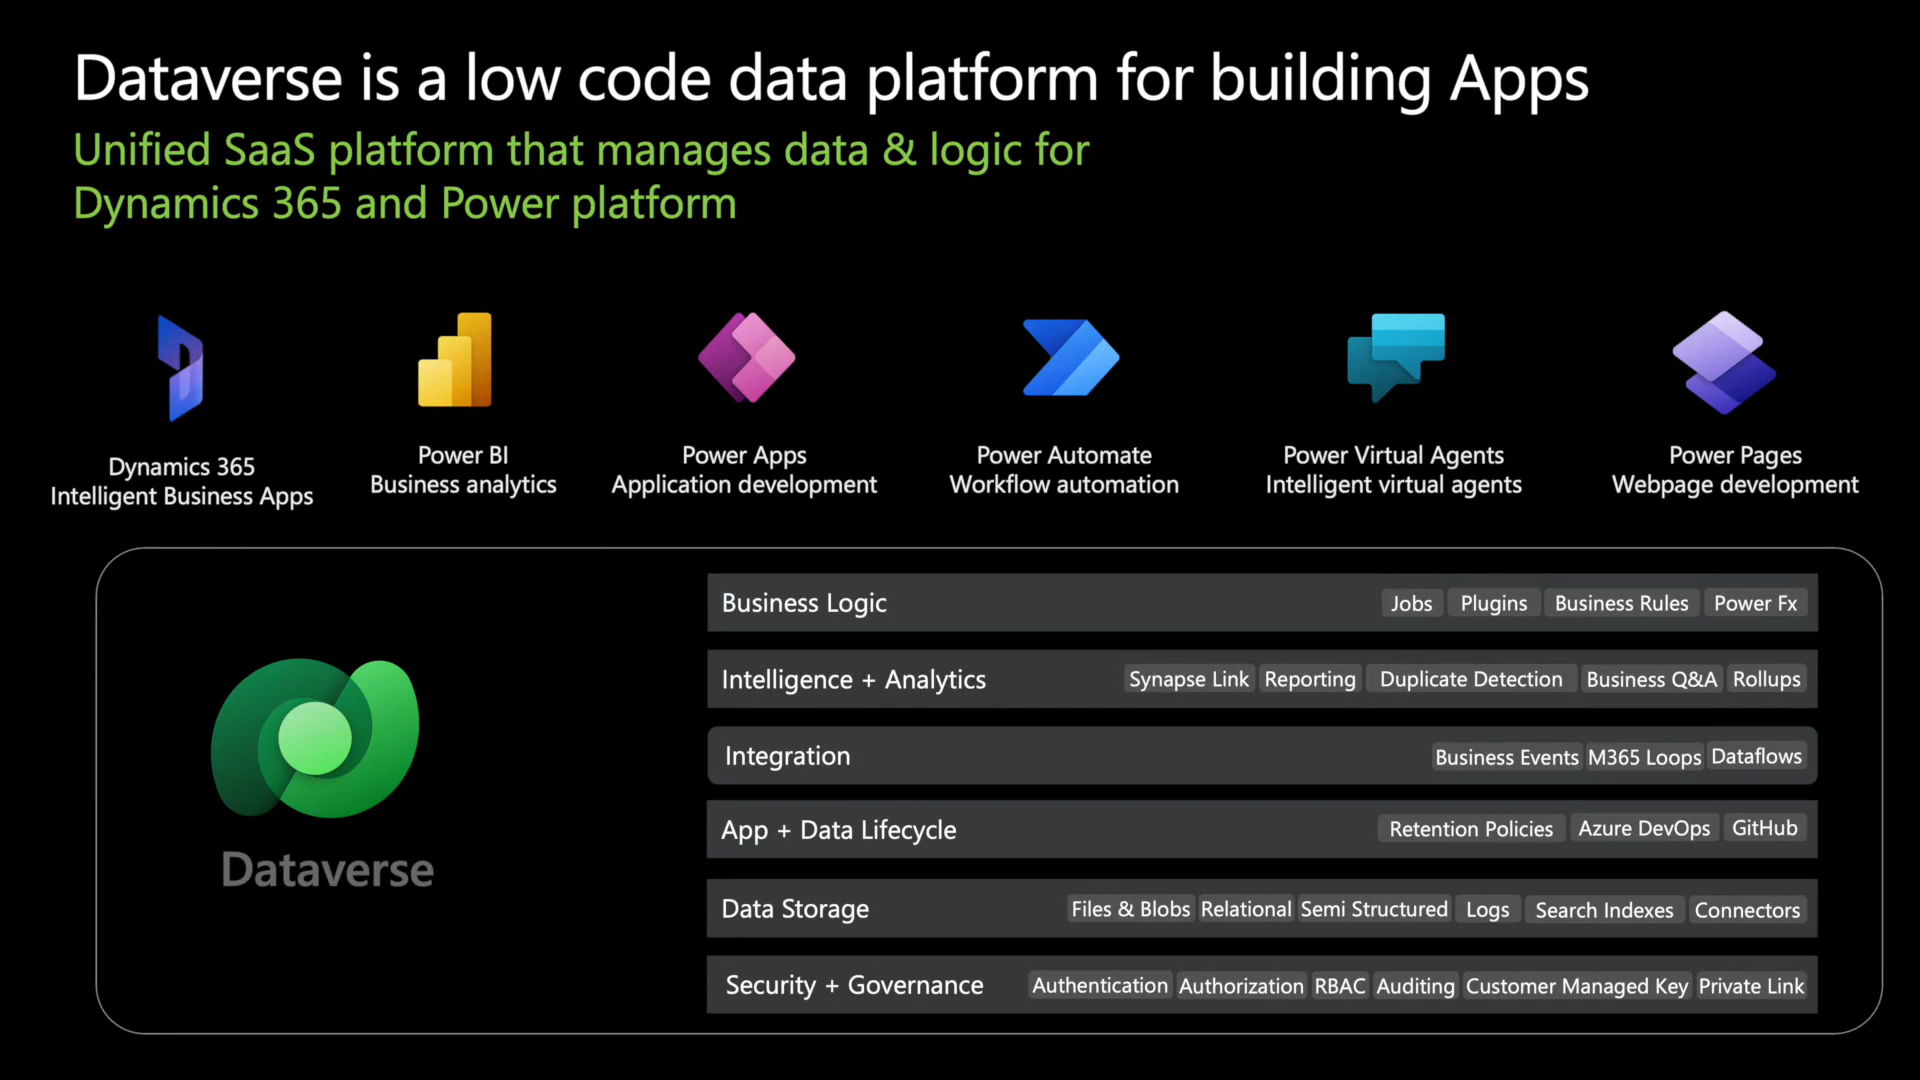 Dataverse is a low code data platform for building Apps
Unified SaaS platform that manages data & logic for
Dynamics 365 and Power platform
Dynamics 365
Intelligent Business Apps
Power BI
Business analytics
Power Apps
Application development
Power Automate
Workflow automation
Power Virtual Agents
Intelligent virtual agents
Power Pages
Webpage development
Dataverse
Business Logic Jobs Plugins Business Rules Power Fx
Intelligence + Analytics Synapse Link Reporting Duplicate Detection Business Q&A Rollups
Integration Business Events M365 Loops Dataflows
App + Data Lifecycle Retention Policies Azure DevOps GitHub
Data Storage Files & Blobs Relational Semi Structured Logs Search Indexes Connectors
Security + Governance Authentication Authorization RBAC Auditing Customer Managed Key Private Link